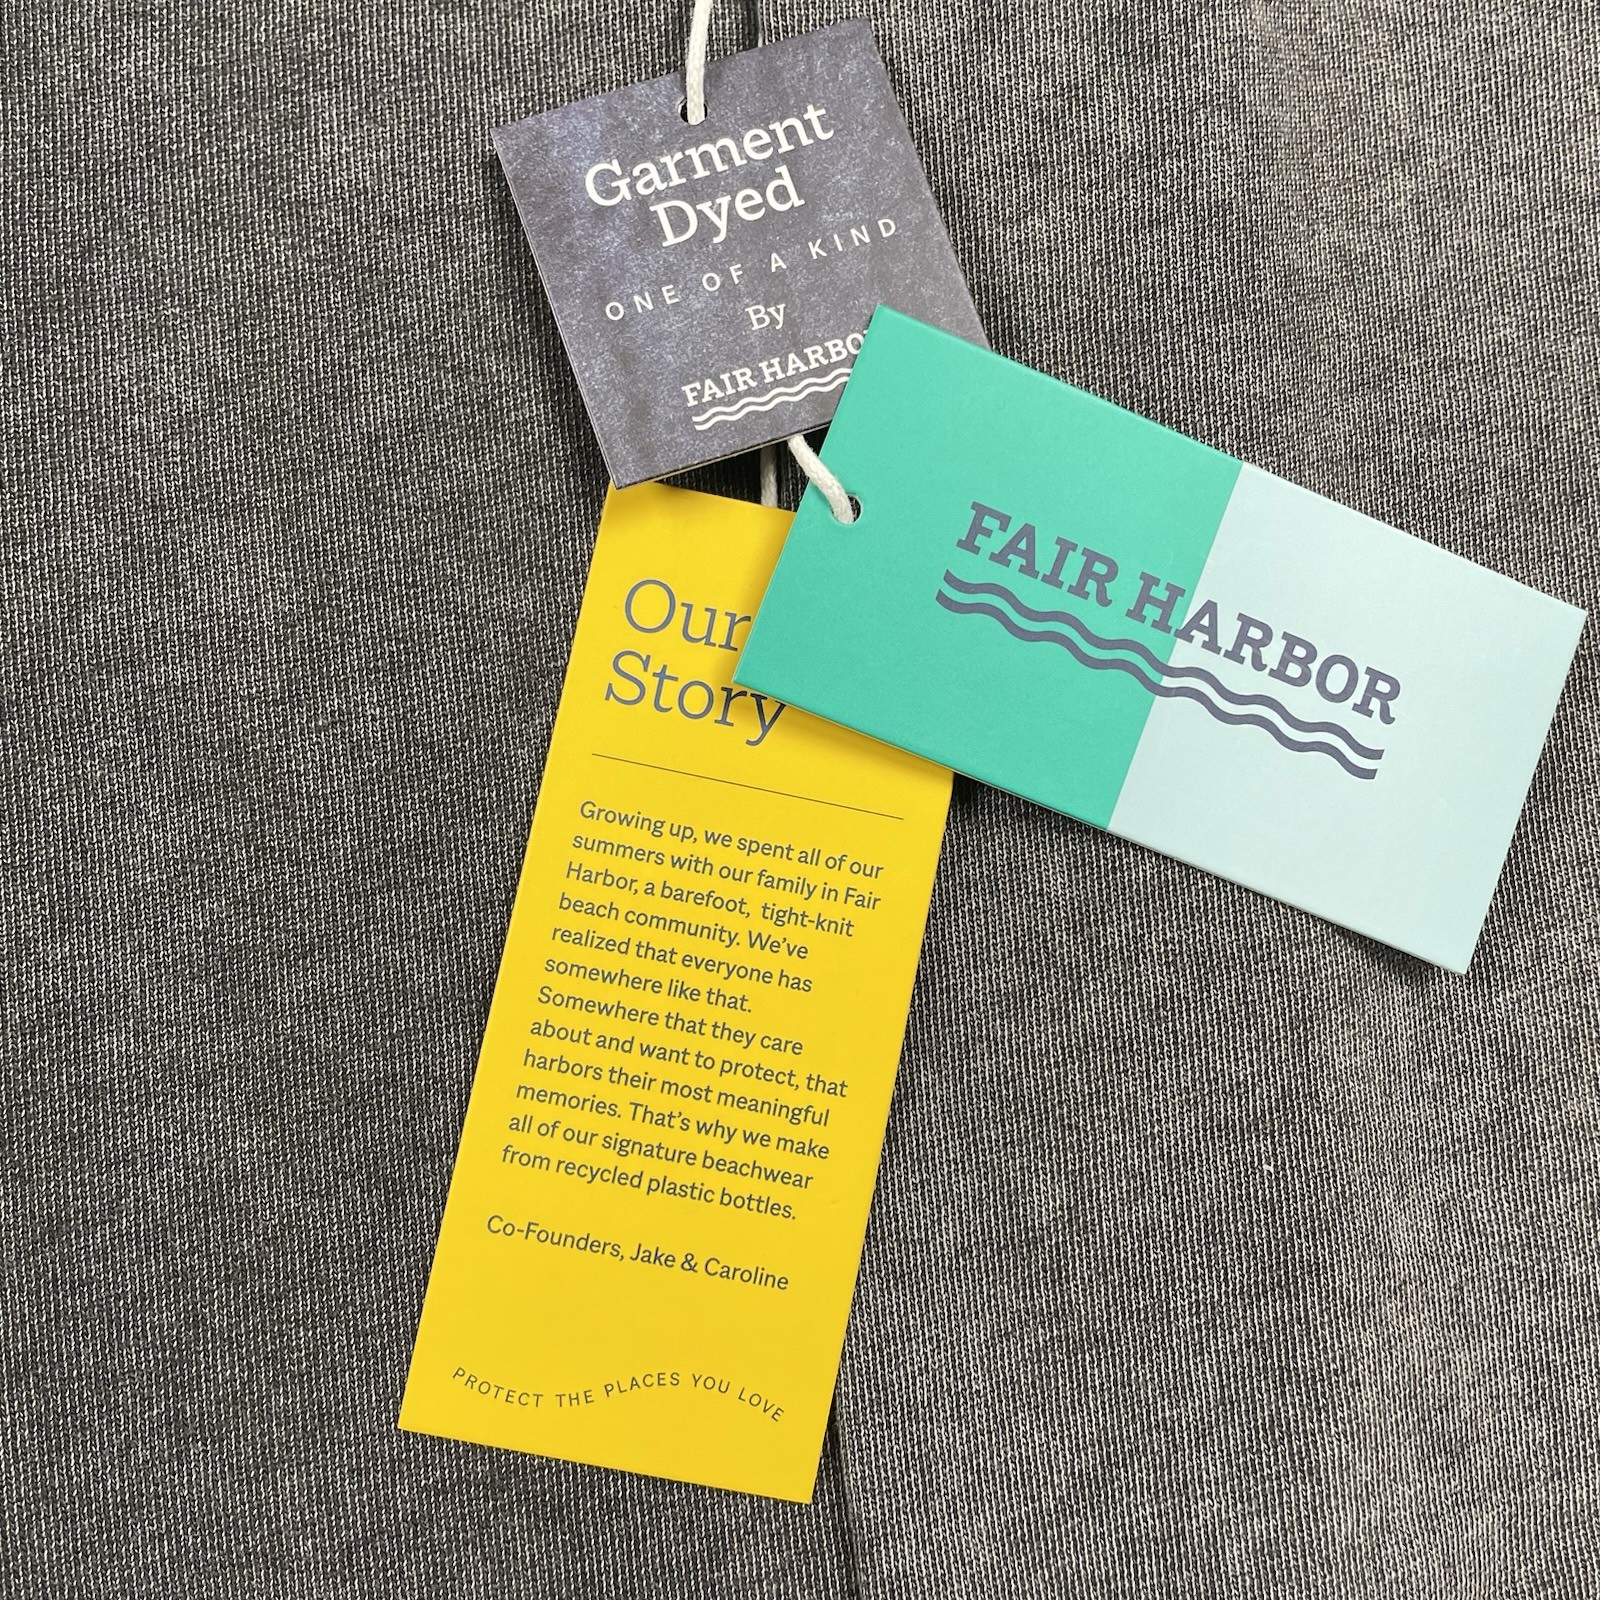 Garment
Dyed
ONE OF A KIND
By
FAIR
FAIR HARBOR
Our
Story
Growing up, we spent all of our
summers with our family in Fair
Harbor, a barefoot, tight-knit
beach community. We've
realized that everyone has
somewhere like that.
Somewhere that they care
about and want to protect, that
harbors their most meaningful
memories. That's why we make
all of our signature beachwear
from recycled plastic bottles.
Co-Founders, Jake & Caroline
PROTECT THE PLACES YOU LOVE